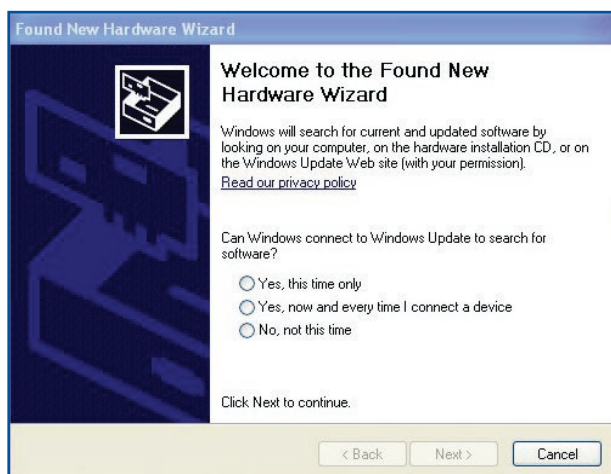 Found New Hardware Wizard
Welcome to the Found New
Hardware Wizard
Windows will search for current and updated software by
looking on your computer, on the hardware installation CD, or on
the Windows Update Web site (with your permission).
Read our privacy policy
Can Windows connect to Windows Update to search for
software?
Yes, this time only
Yes, now and every time I connect a device
No, not this time
Click Next to continue.
< Back
Next >
Cancel